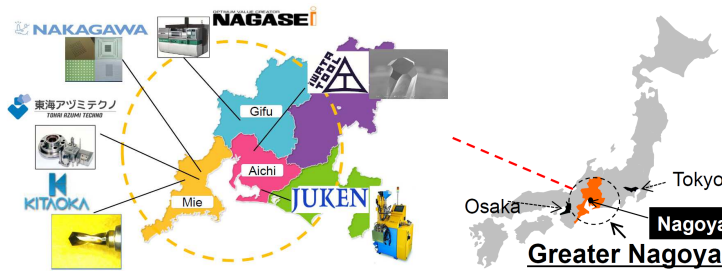 OPTIMUM VALUE CREATOR
NAGASEi
NAKAGAWA
IWATA
TOOL
東海アヅミテクノ
TOKAI AZUMI TECHNO
Gifu
Aichi
KITAOKA
Mie
JUKEN
Tokyo
Osaka
Nagoya
Greater Nagoya